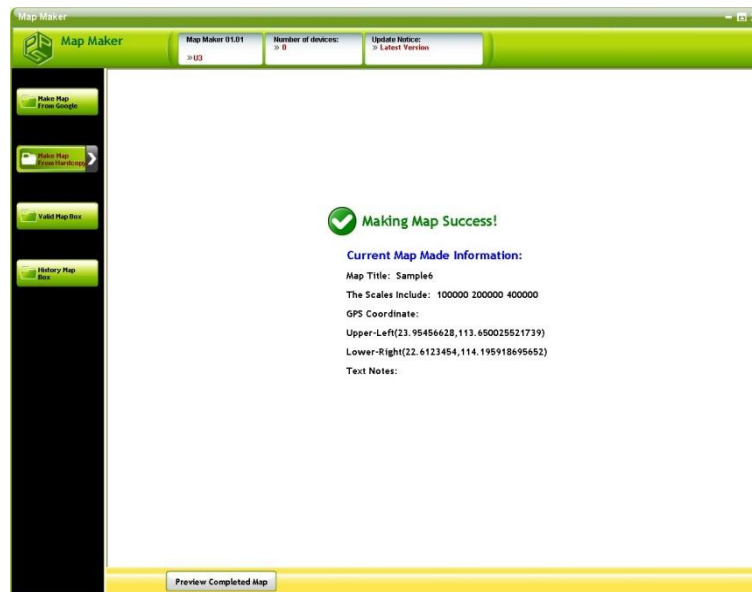 Map Maker
Map Maker
Map Maker 01.01
» U3
Number of devices:
» 0
Update Notice:
» Latest Version
Make Map
From Google
Make Map
From Hardcopy
Valid Map Box
History Map
Box
Making Map Success!
Current Map Made Information:
Map Title: Sample6
The Scales Include: 100000 200000 400000
GPS Coordinate:
Upper-Left(23.95456628,113.650025521739)
Lower-Right(22.6123454,114.195918695652)
Text Notes:
Preview Completed Map